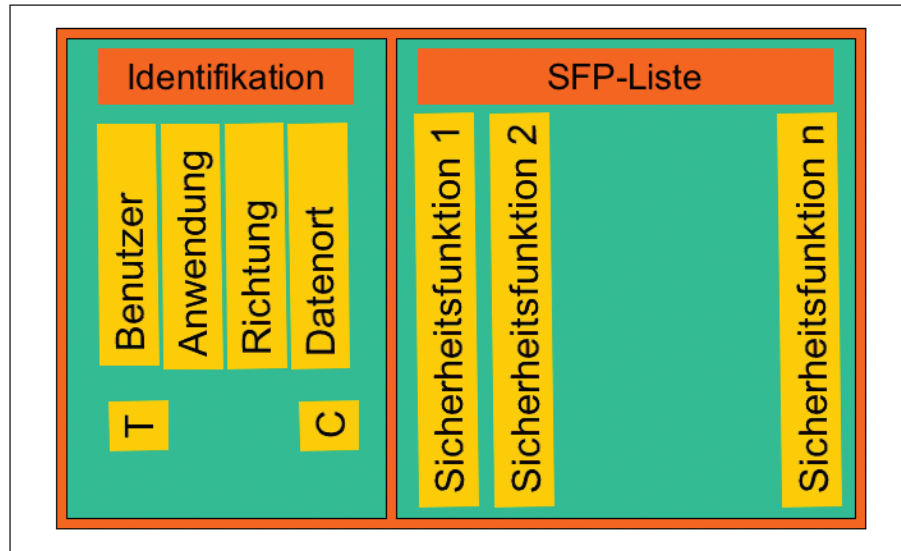 Identifikation
Benutzer
Anwendung
Richtung
Datenort
T
C
SFP-Liste
Sicherheitsfunktion 1
Sicherheitsfunktion 2
Sicherheitsfunktion n